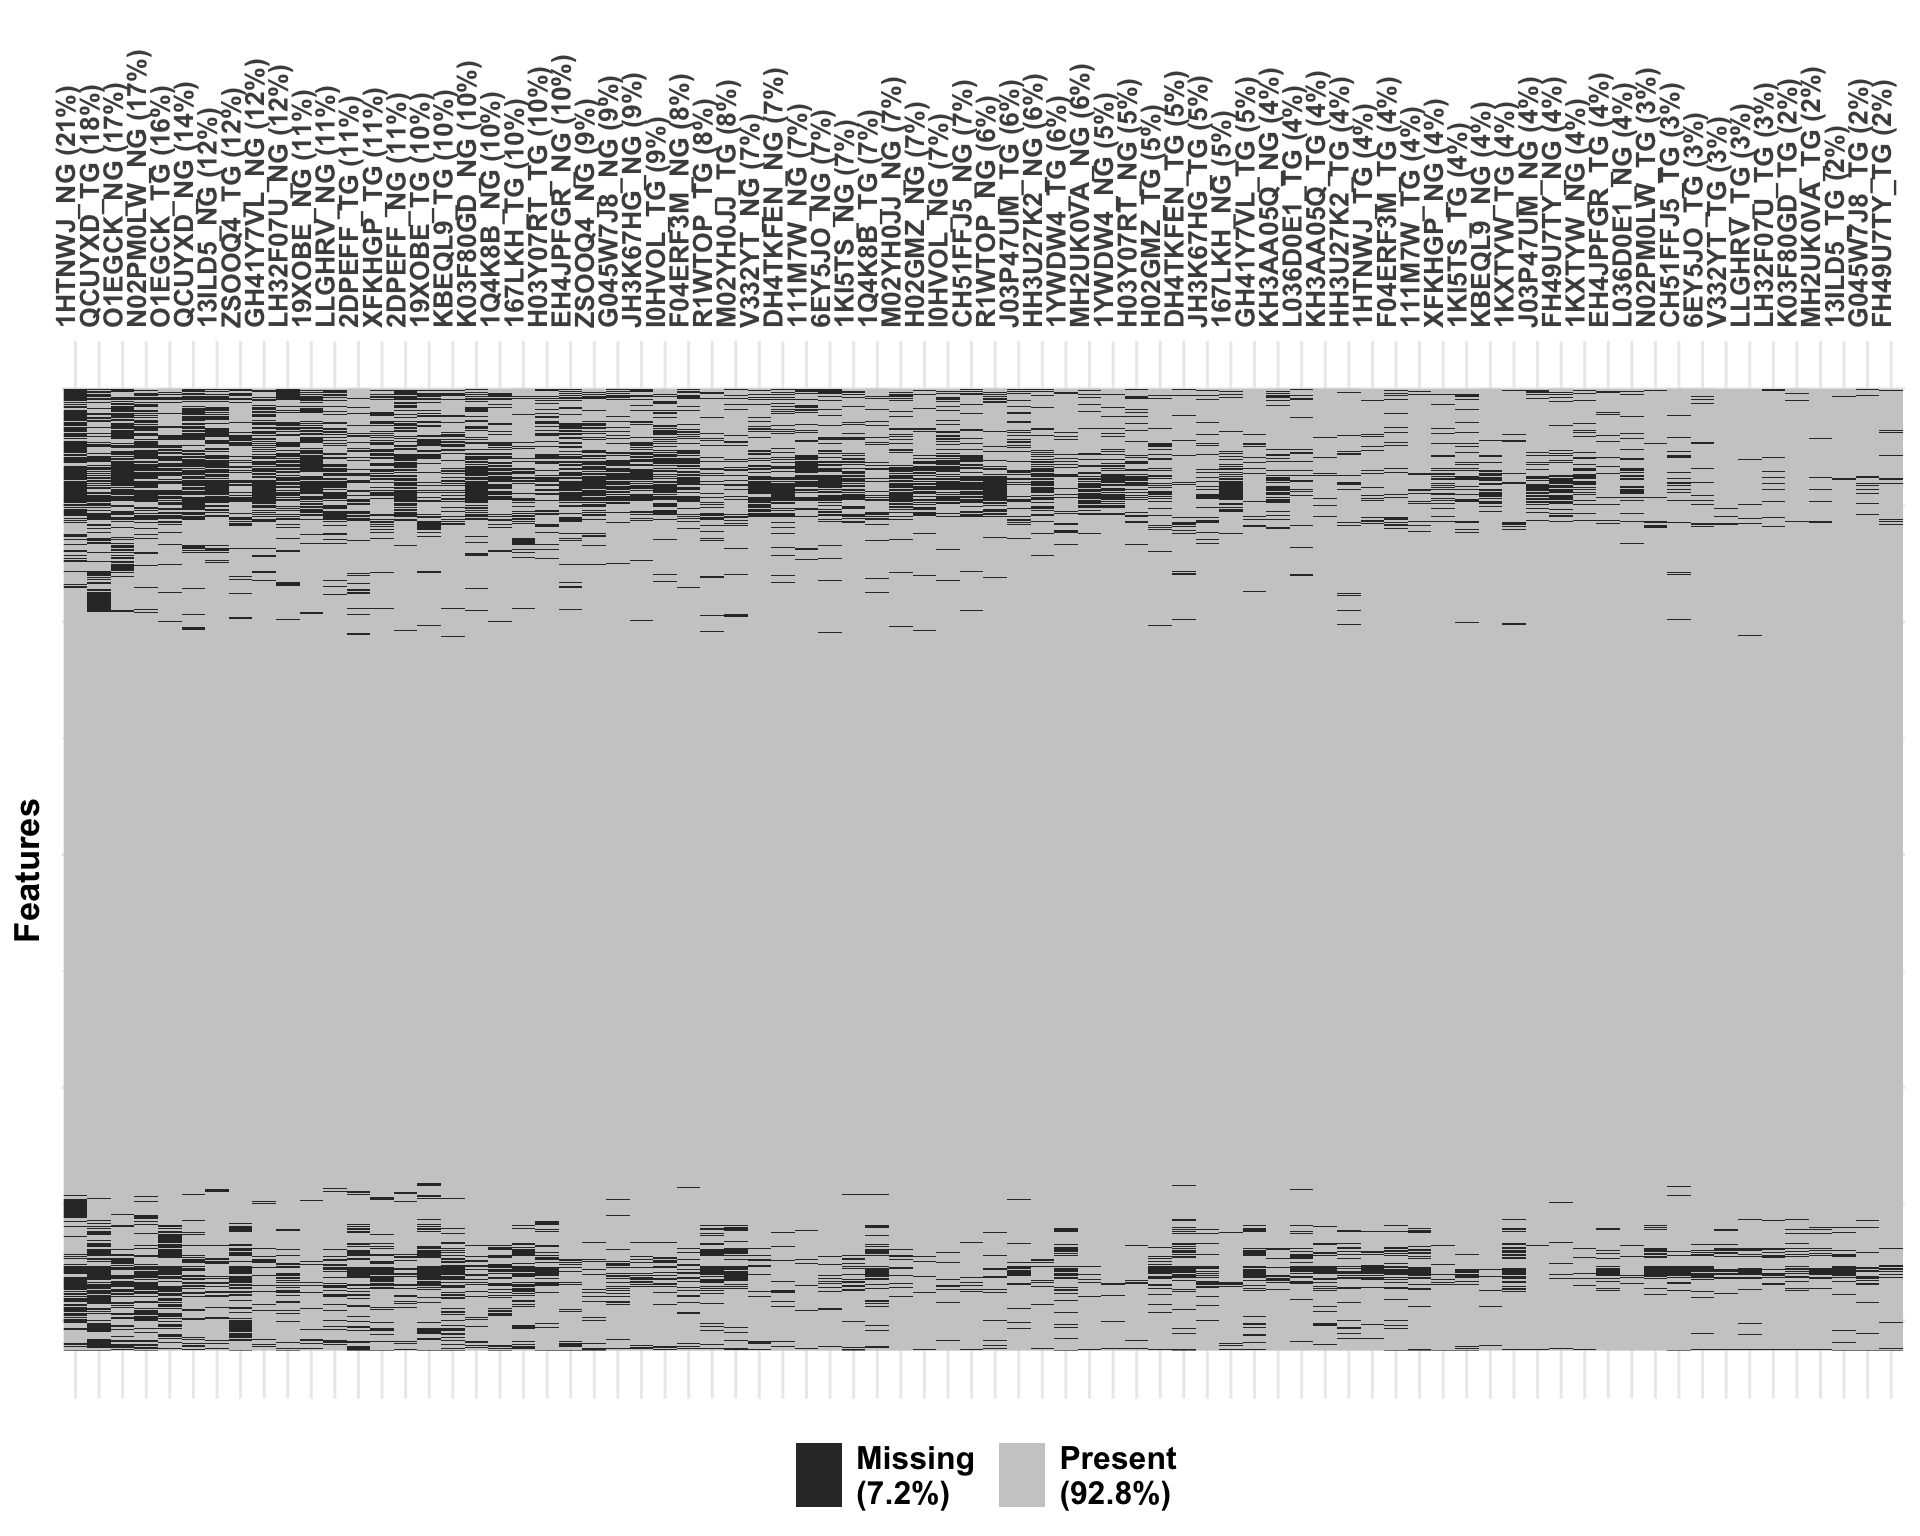 1HTNWJ_NG (21%)
QCUYXD_TG (18%)
O1EGCK_NG (17%)
N02PM0LW_NG (17%)
O1EGCK_TG (16%)
QCUYXD_NG (14%)
13ILD5_NG (12%)
ZSOOQ4_TG (12%)
GH41Y7VL_NG (12%)
LH32F07U_NG (12%)
19XOBE_NG (11%)
LLGHRV_NG (11%)
2DPEFF_TG (11%)
XFKHGP_TG (11%)
2DPEFF_NG (11%)
19XOBE_TG (10%)
KBEQL9_TG (10%)
K03F80GD_NG (10%)
1Q4K8B_NG (10%)
167LKH_TG (10%)
H03Y07RT_TG (10%)
EH4JPFGR_NG (10%)
ZSOOQ4_NG (9%)
G045W7J8_NG (9%)
JH3K67HG_NG (9%)
I0HVOL_TG (9%)
F04ERF3M_NG (8%)
R1WTOP_TG (8%)
M02YH0JJ_TG (8%)
V332YT_NG (7%)
DH4TKFEN_NG (7%)
11M7W_NG (7%)
6EY5JO_NG (7%)
1KI5TS_NG (7%)
1Q4K8B_TG (7%)
M02YH0JJ_NG (7%)
H02GMZ_NG (7%)
I0HVOL_NG (7%)
CH51FFJ5_NG (7%)
R1WTOP_NG (6%)
J03P47UM_TG (6%)
HH3U27K2_NG (6%)
1YWDW4_TG (6%)
MH2UK0VA_NG (6%)
1YWDW4_NG (5%)
H03Y07RT_NG (5%)
H02GMZ_TG (5%)
DH4TKFEN_TG (5%)
JH3K67HG_TG (5%)
167LKH_NG (5%)
GH41Y7VL_TG (5%)
KH3AA05Q_NG (4%)
L036D0E1_TG (4%)
KH3AA05Q_TG (4%)
HH3U27K2_TG (4%)
1HTNWJ_TG (4%)
F04ERF3M_TG (4%)
11M7W_TG (4%)
XFKHGP_NG (4%)
1KI5TS_TG (4%)
KBEQL9_NG (4%)
1KXTYW_TG (4%)
J03P47UM_NG (4%)
FH49U7TY_NG (4%)
1KXTYW_NG (4%)
EH4JPFGR_TG (4%)
L036D0E1_NG (4%)
N02PM0LW_TG (3%)
CH51FFJ5_TG (3%)
6EY5JO_TG (3%)
V332YT_TG (3%)
LLGHRV_TG (3%)
LH32F07U_TG (3%)
K03F80GD_TG (2%)
MH2UK0VA_TG (2%)
13ILD5_TG (2%)
G045W7J8_TG (2%)
FH49U7TY_TG (2%)
Features
Missing
(7.2%)
Present
(92.8%)